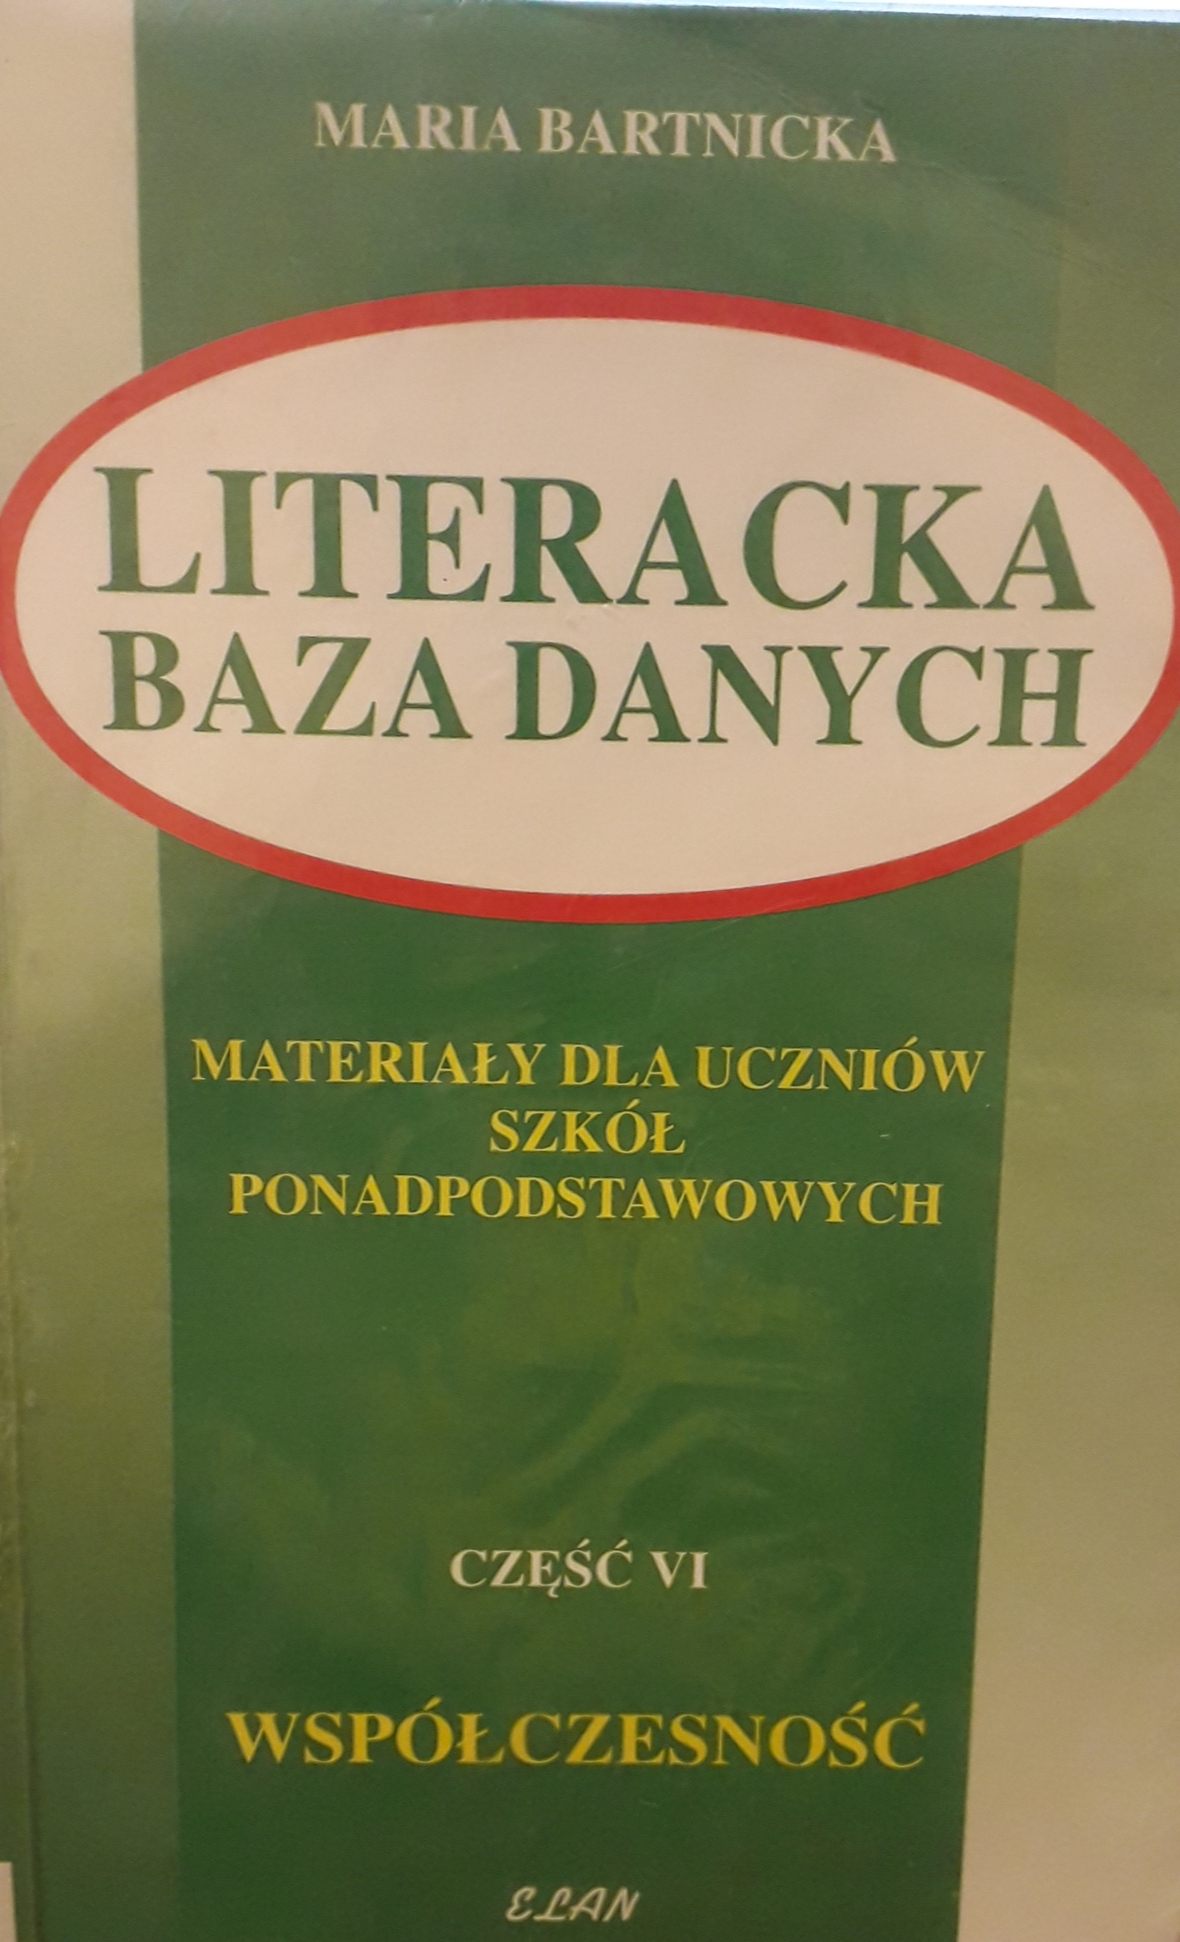 MARIA BARTNICKA
LITERACKA
BAZA DANYCH
MATERIAŁY DLA UCZNIÓW
SZKÓŁ
PONADPODSTAWOWYCH
CZĘŚĆ VI
WSPÓŁCZESNOŚĆ
ELAN